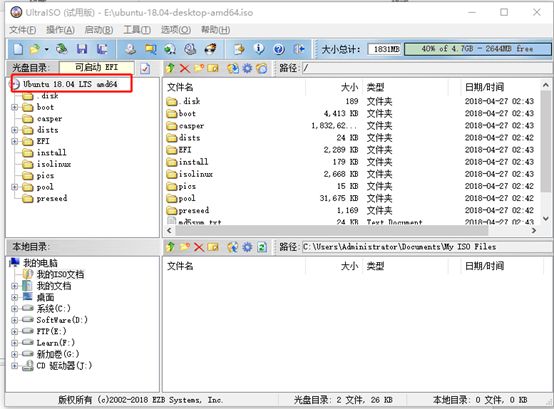 UltraISO (试用版) - E:\ubuntu-18.04-desktop-amd64.iso
文件(F) 操作(A) 启动(B) 工具(T) 选项(O) 帮助(H)
大小总计: 1831MB 40% of 4.7GB - 2644MB free
光盘目录: 可启动 EFI 路径: /
Ubuntu 18.04 LTS amd64
.disk
boot
casper
dists
EFI
install
isolinux
pics
pool
preseed
文件名 大小 类型 日期/时间
.disk 189 文件夹 2018-04-27 02:43
boot 4,413 KB 文件夹 2018-04-27 02:43
casper 1,832,62... 文件夹 2018-04-27 02:43
dists 24 KB 文件夹 2018-04-27 02:42
EFI 2,289 KB 文件夹 2018-04-27 02:43
install 179 KB 文件夹 2018-04-27 02:43
isolinux 2,668 KB 文件夹 2018-04-27 02:43
pics 15 KB 文件夹 2018-04-27 02:42
pool 31,675 KB 文件夹 2018-04-27 02:42
preseed 1,169 文件夹 2018-04-27 02:43
md5sum.txt 24 KB Text Document 2018-04-27 02:44
本地目录: 路径: C:\Users\Administrator\Documents\My ISO Files
我的电脑
我的ISO文档
我的文档
桌面
系统(C:)
SoftWare(D:)
FTP(E:)
Learn(F:)
新加卷(G:)
CD 驱动器(J:)
文件名 大小 类型 日期/时间
版权所有 (c)2002-2018 EZB Systems, Inc. 光盘目录: 2 文件, 26 KB 本地目录: 0 文件, 0 KB